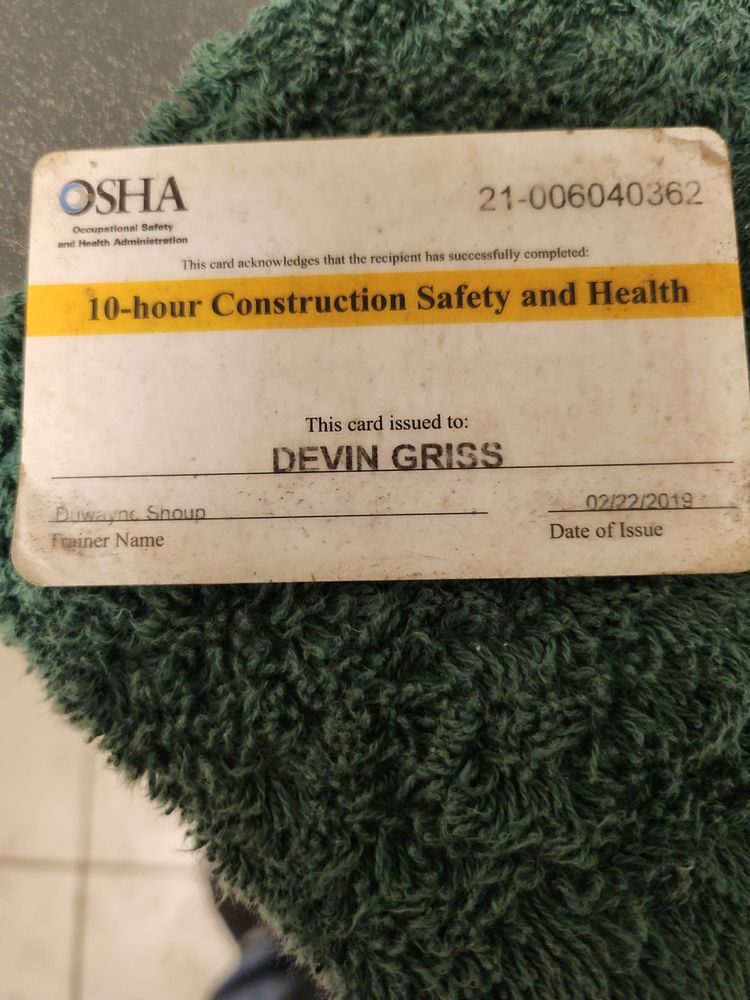 OSHA
21-006040362
Occupational Safety
and Health Administration
This card acknowledges that the recipient has successfully completed:
10-hour Construction Safety and Health
This card issued to:
DEVIN GRISS
Duwayne Shoup
02/22/2019
Trainer Name
Date of Issue